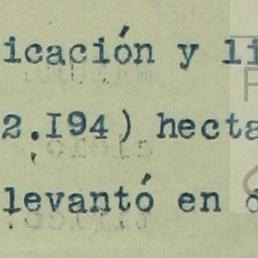 icación y li
2.I94) hecta
levantó en